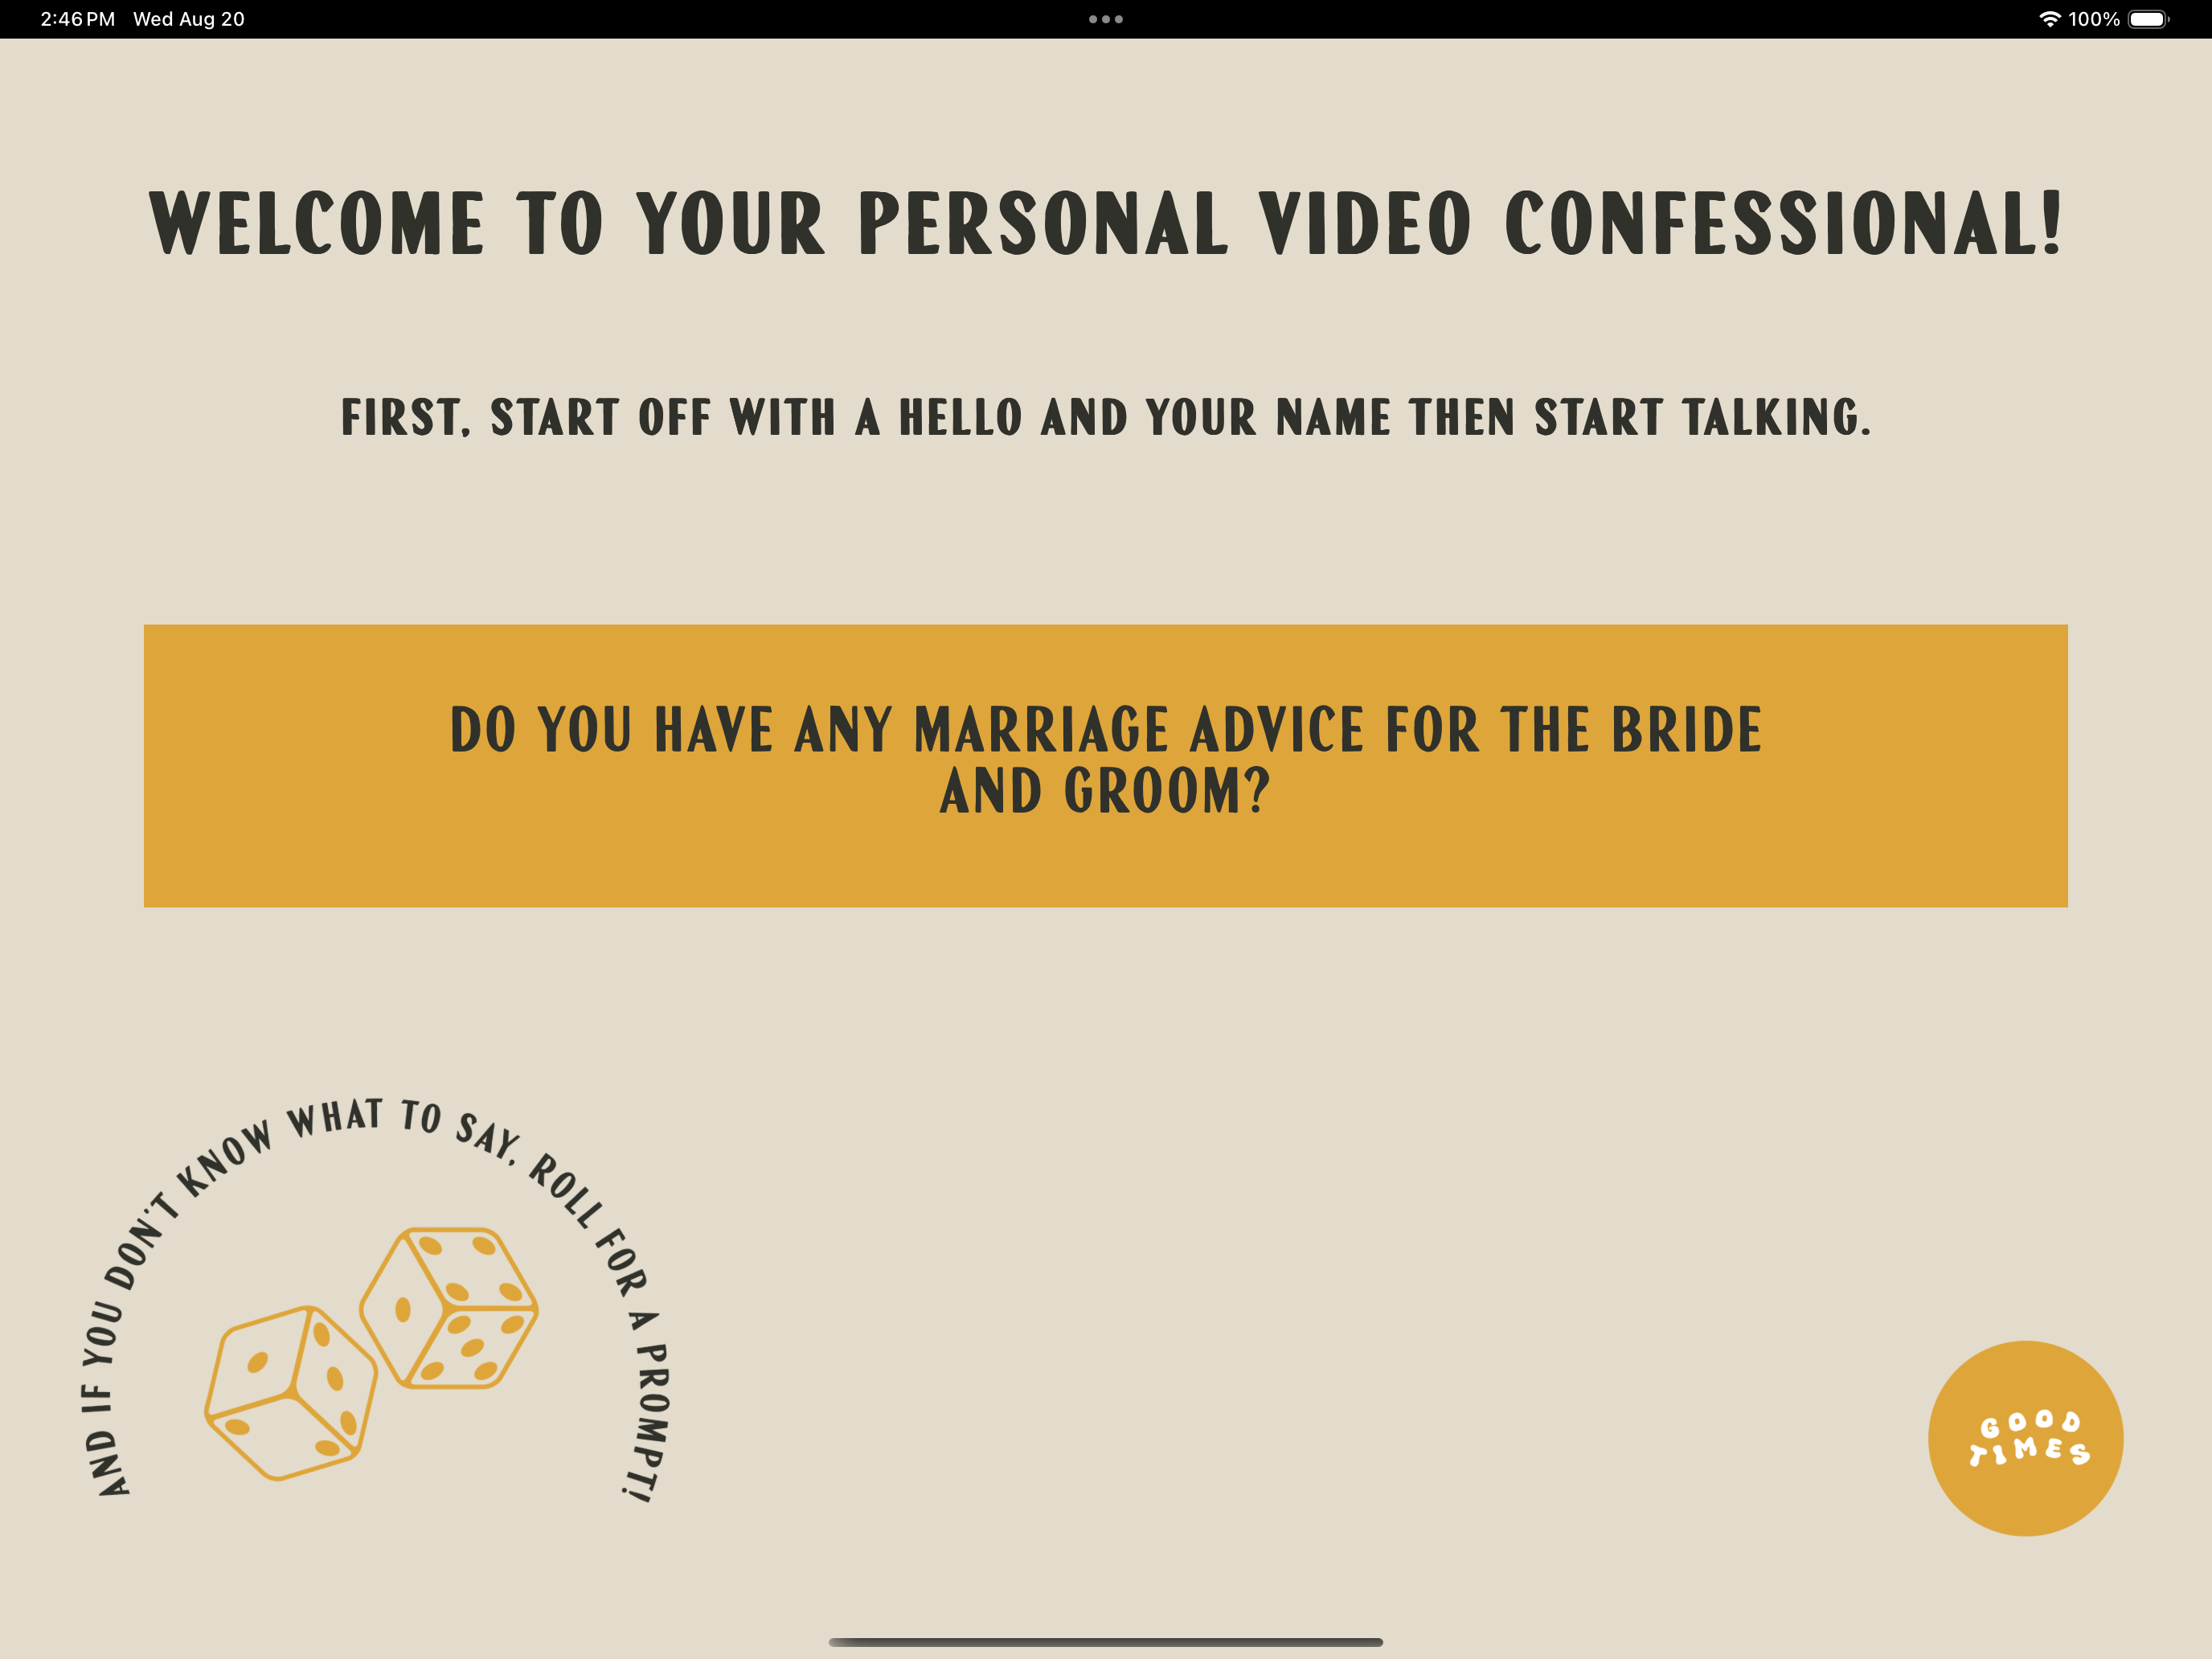 2:46 PM Wed Aug 20
100%
WELCOME TO YOUR PERSONAL VIDEO CONFESSIONAL!
FIRST, START OFF WITH A HELLO AND YOUR NAME THEN START TALKING.
DO YOU HAVE ANY MARRIAGE ADVICE FOR THE BRIDE
AND GROOM?
AND IF YOU DON'T KNOW WHAT TO SAY, ROLL FOR A PROMPT!
GOOD
TIMES